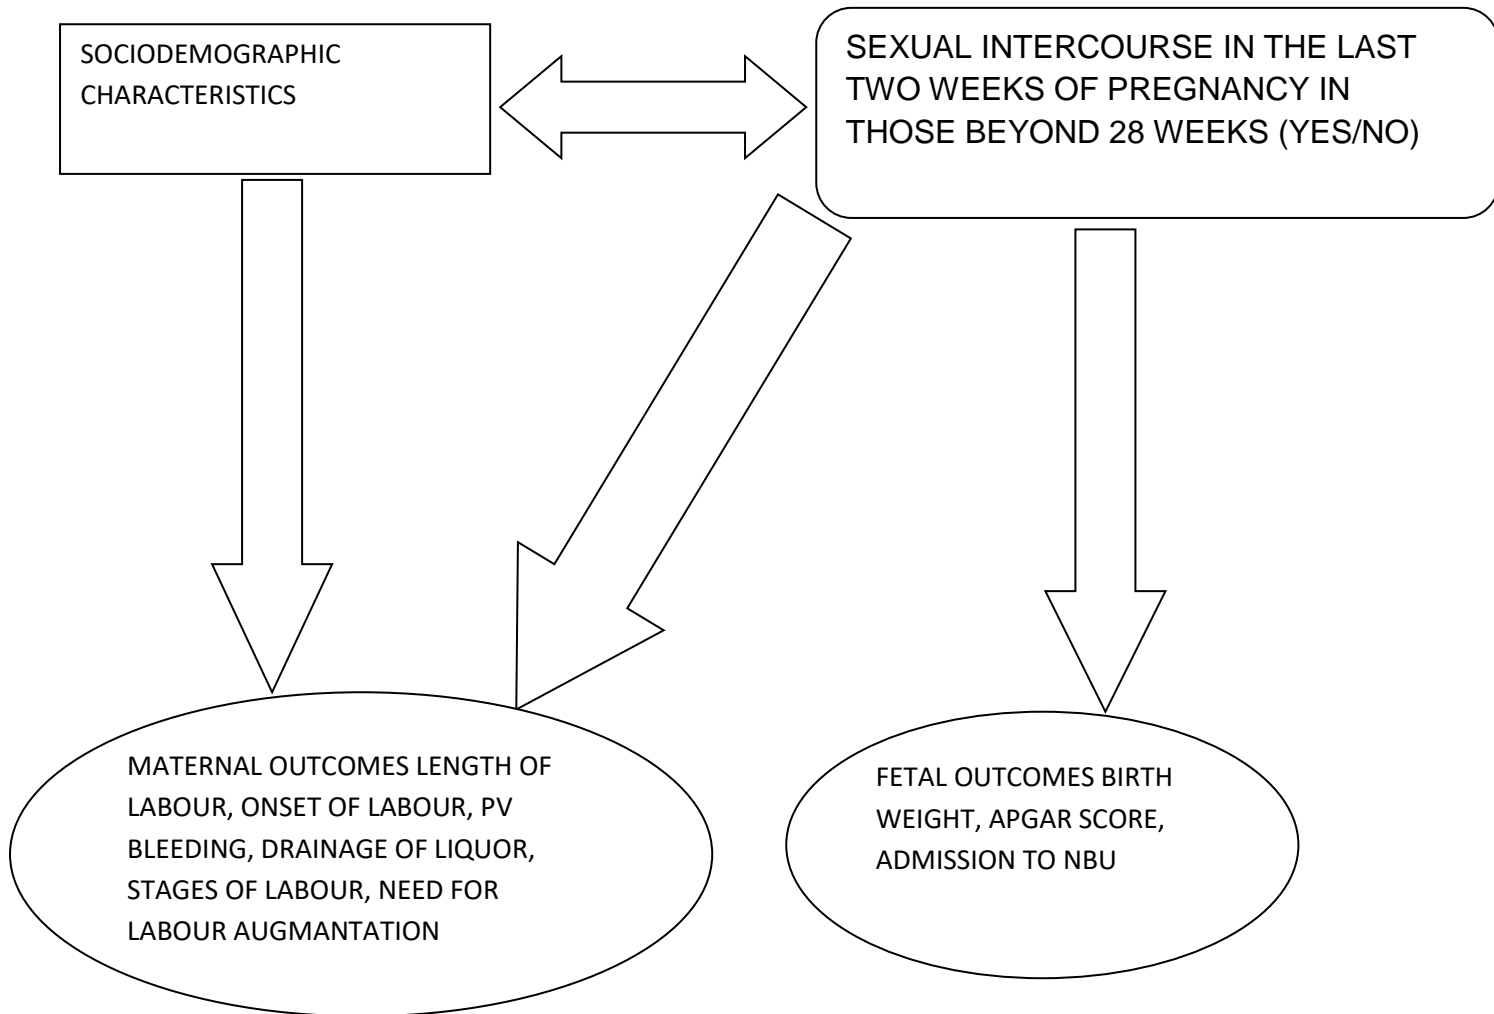 SOCIODEMOGRAPHIC
CHARACTERISTICS
SEXUAL INTERCOURSE IN THE LAST
TWO WEEKS OF PREGNANCY IN
THOSE BEYOND 28 WEEKS (YES/NO)
MATERNAL OUTCOMES LENGTH OF
LABOUR, ONSET OF LABOUR, PV
BLEEDING, DRAINAGE OF LIQUOR,
STAGES OF LABOUR, NEED FOR
LABOUR AUGMANTATION
FETAL OUTCOMES BIRTH
WEIGHT, APGAR SCORE,
ADMISSION TO NBU